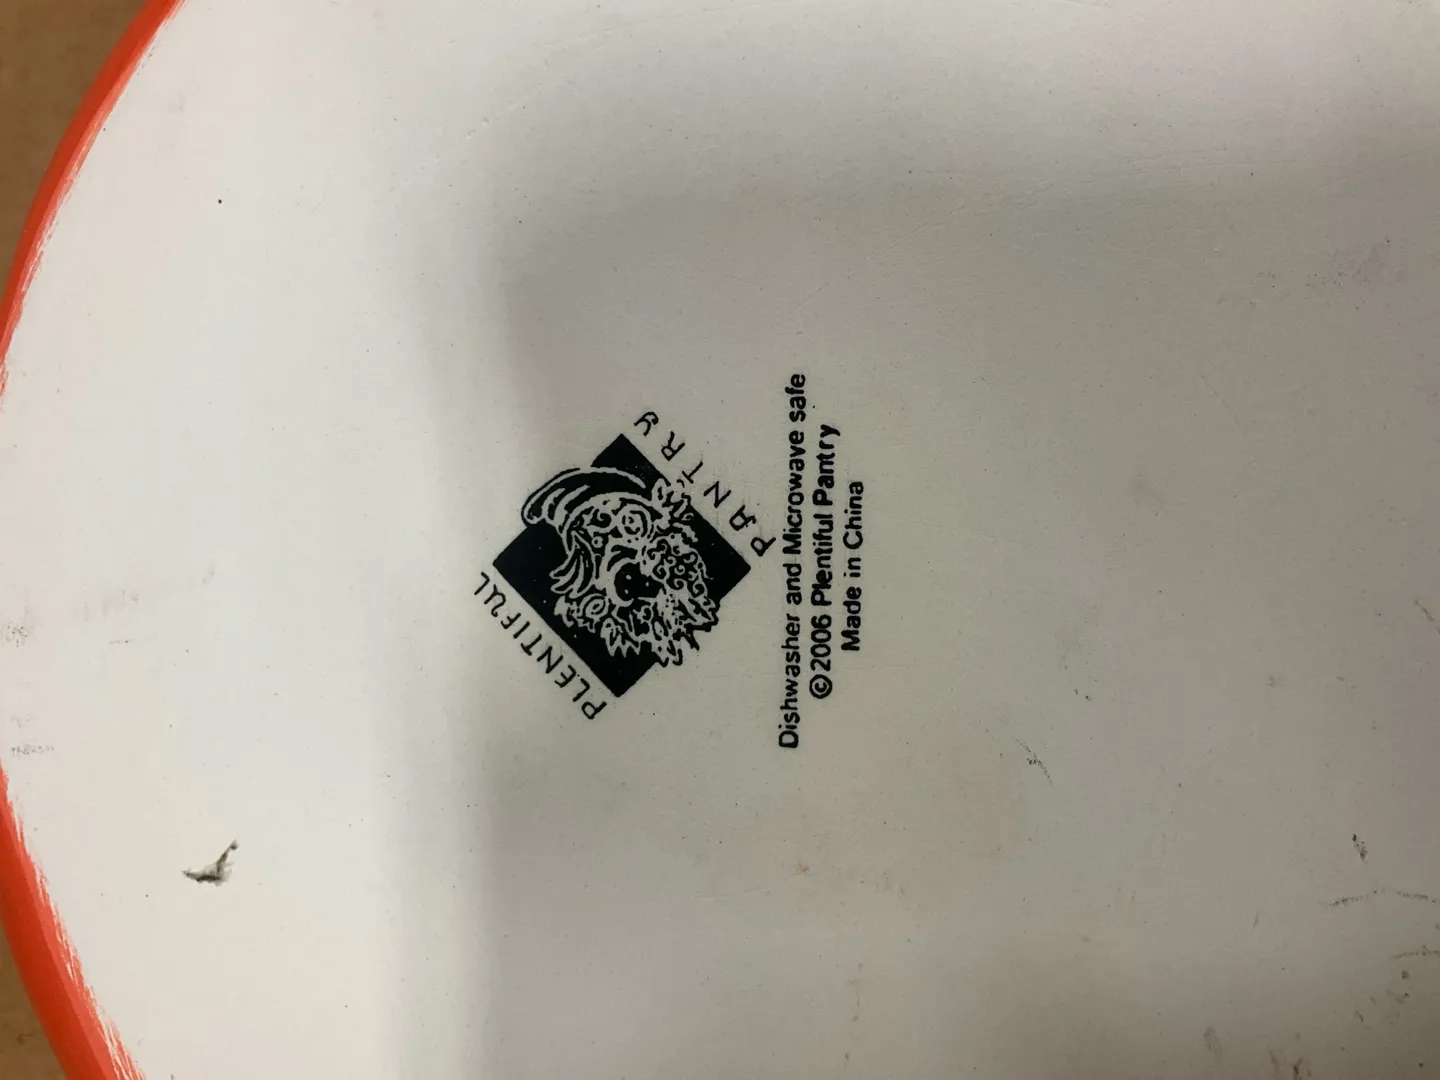 PLENTIFUL
PANTRY
Dishwasher and Microwave safe
©2006 Plentiful Pantry
Made in China